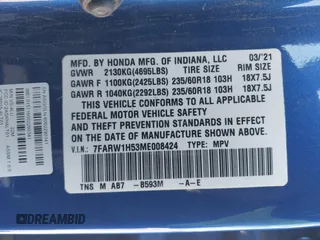 MFD. BY HONDA MFG. OF INDIANA, LLC 03/'21
GVWR 2130KG(4695LBS) TIRE SIZE RIM SIZE
GAWR F 1100KG(2425LBS) 235/60R18 103H 18X7.5J
GAWR R 1040KG(2292LBS) 235/60R18 103H 18X7.5J
THIS VEHICLE CONFORMS TO ALL APPLICABLE
FEDERAL MOTOR VEHICLE SAFETY AND THEFT
PREVENTION STANDARDS IN EFFECT ON THE DATE
OF MANUFACTURE SHOWN ABOVE.
V.I.N: 7FARW1H53ME008424 TYPE: MPV
TNS M AB7 -B593M -A-E